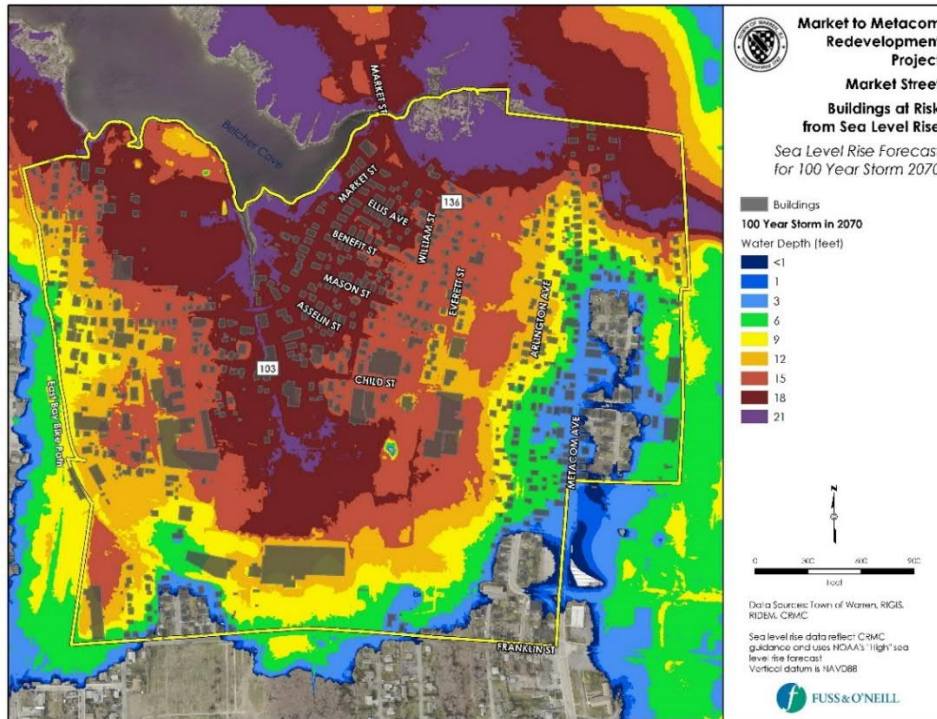 Market to Metacom
Redevelopment
Project
Market Street
Buildings at Risk
from Sea Level Rise
Sea Level Rise Forecast
for 100 Year Storm 2070
Buildings
100 Year Storm in 2070
Water Depth (feet)
<1
1
3
6
9
12
15
18
21
MARKET ST
Belcher Cove
MARKET ST
ELLIS AVE
136
BENEFIT ST
WILLIAM ST
MASON ST
EVERETT ST
ASSELIN ST
ARLINGTON AVE
103
CHILD ST
East Bay Bike Path
METACOM AVE
FRANKLIN ST
N
0 300 600 900
Feet
Data Sources: Town of Warren, RIGIS,
RIDEM, CRMC
Sea level rise data reflect CRMC
guidance and uses NOAA's "High" sea
level rise forecast
Vertical datum is NAVD88
f
FUSS & O'NEILL